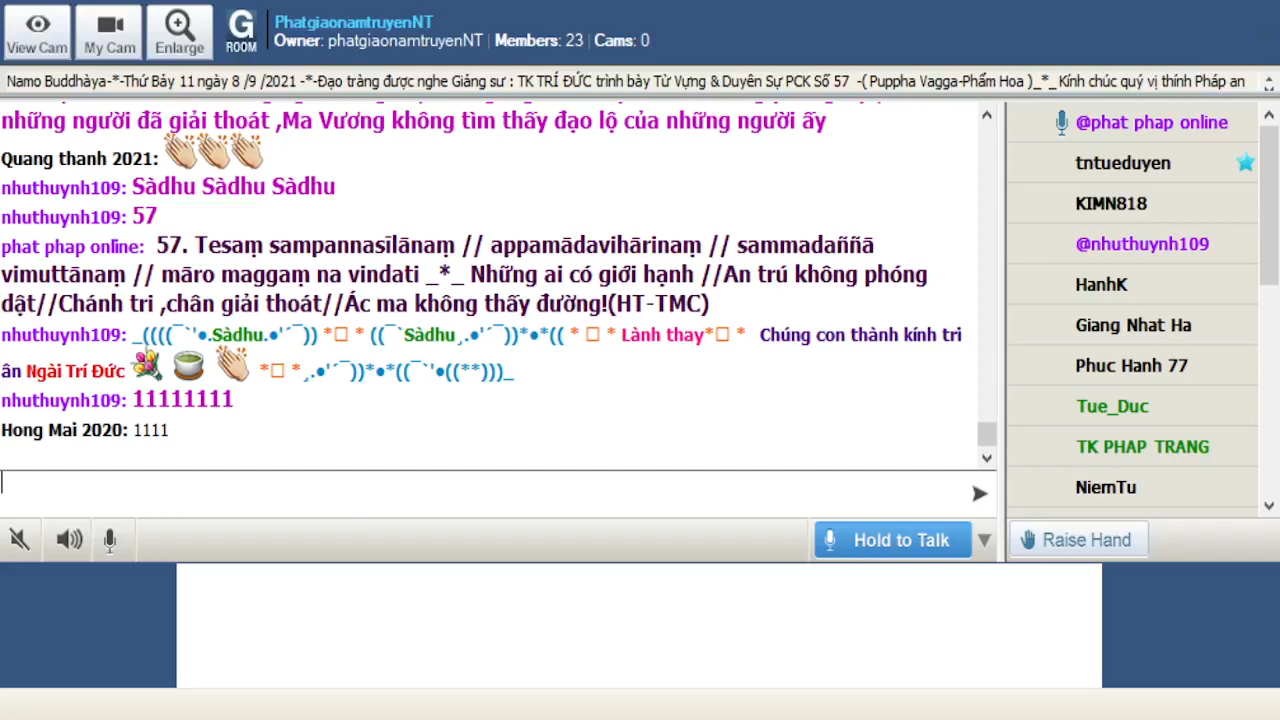 View Cam
My Cam
Enlarge
G
ROOM
PhatgiaonamtruyenNT
Owner: phatgiaonamtruyenNT | Members: 23 | Cams: 0
Namo Buddhàya-*-Thứ Bảy 11 ngày 8 /9 /2021 -*-Đạo tràng được nghe Giảng sư : TK TRÍ ĐỨC trình bày Từ Vựng & Duyên Sự PCK Số 57 -( Puppha Vagga-Phẩm Hoa )_*_ Kính chúc quý vị thính Pháp an
những người đã giải thoát ,Ma Vương không tìm thấy đạo lộ của những người ấy
Quang thanh 2021:
nhuthuynh109: Sàdhu Sàdhu Sàdhu
nhuthuynh109: 57
phat phap online: 57. Tesaṃ sampannasīlānaṃ // appamādavihārinaṃ // sammadaññā
vimuttānaṃ // māro maggaṃ na vindati _*_ Những ai có giới hạnh //An trú không phóng
dật//Chánh tri ,chân giải thoát//Ác ma không thấy đường!(HT-TMC)
nhuthuynh109: _((((¯`'•.Sàdhu.•'´¯)) *□ * ((¯`Sàdhu¸.•'´¯))*•*(( * □ * Lành thay*□ * Chúng con thành kính tri
ân Ngài Trí Đức *□ *¸.•'´¯))*•*((¯`'•((**)))_
nhuthuynh109: 11111111
Hong Mai 2020: 1111
Hold to Talk
@phat phap online
tntueduyen
KIMN818
@nhuthuynh109
HanhK
Giang Nhat Ha
Phuc Hanh 77
Tue_Duc
TK PHAP TRANG
NiemTu
Raise Hand